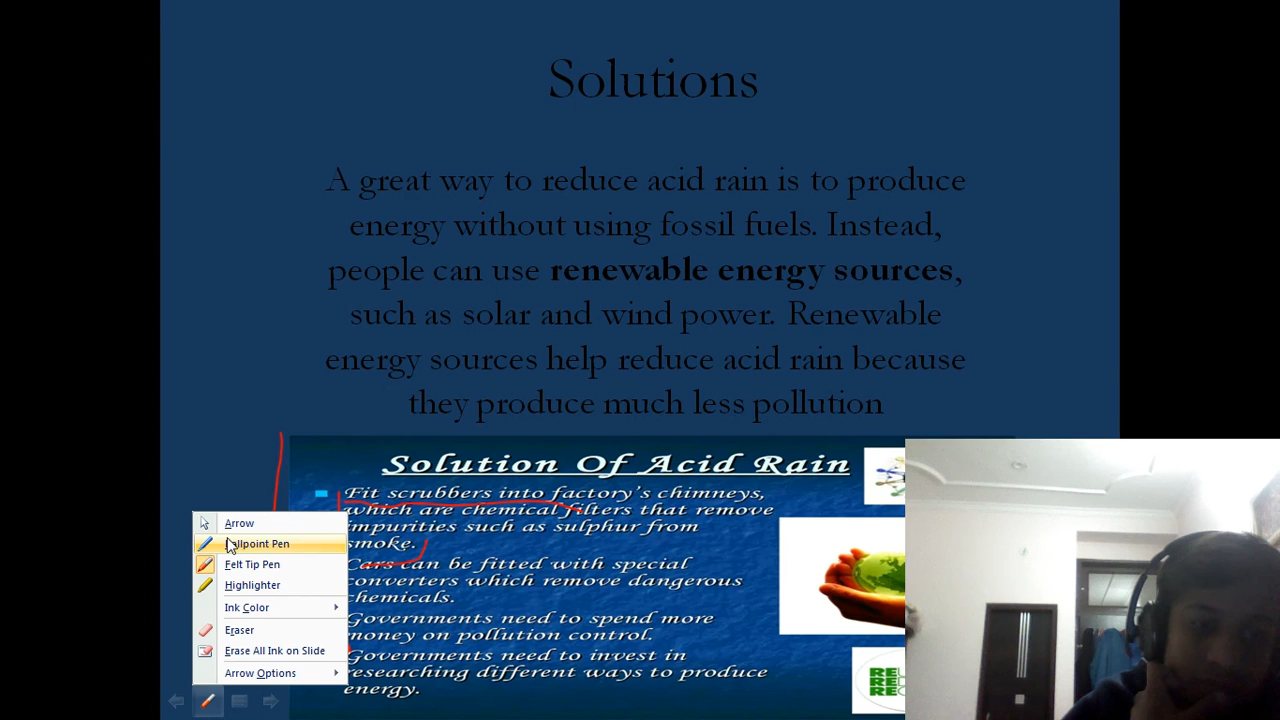 Solutions
A great way to reduce acid rain is to produce
energy without using fossil fuels. Instead,
people can use renewable energy sources,
such as solar and wind power. Renewable
energy sources help reduce acid rain because
they produce much less pollution
Solution Of Acid Rain
Fit scrubbers into factory's chimneys,
which are chemical filters that remove
impurities such as sulphur from
smoke.
Cars can be fitted with special
converters which remove dangerous
chemicals.
Governments need to spend more
money on pollution control.
Governments need to invest in
researching different ways to produce
energy.
Arrow
Pen
Felt Tip Pen
Highlighter
Ink Color
Eraser
Erase All Ink on Slide
Arrow Options